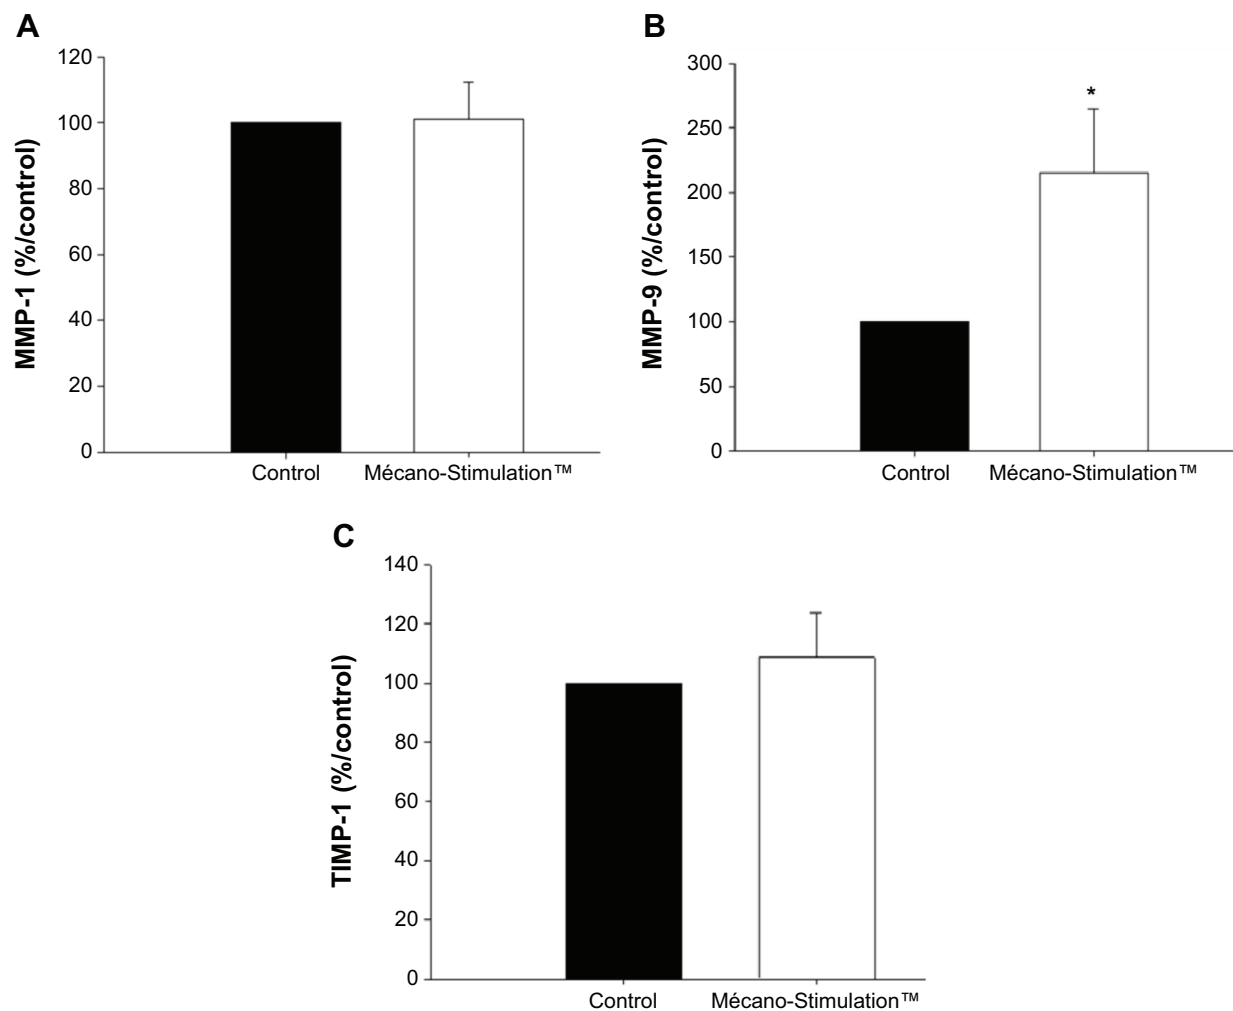 A
MMP-1 (%/control)
120
100
80
60
40
20
0
Control Mécano-Stimulation™
B
MMP-9 (%/control)
300
250
200
150
100
50
0
*
Control Mécano-Stimulation™
C
TIMP-1 (%/control)
140
120
100
80
60
40
20
0
Control Mécano-Stimulation™